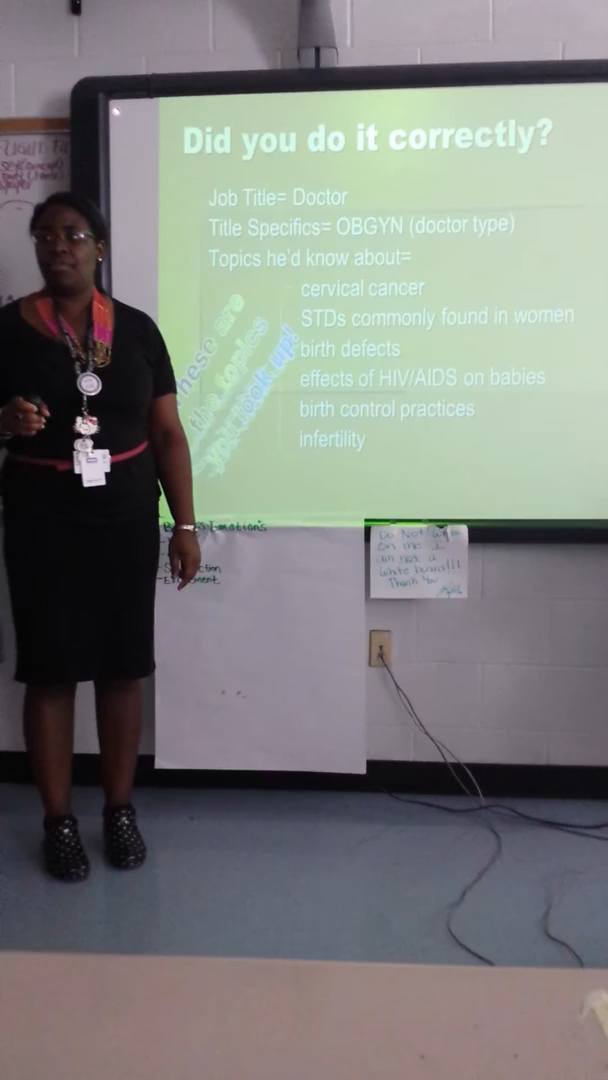 Did you do it correctly?
Job Title= Doctor
Title Specifics= OBGYN (doctor type)
Topics he'd know about=
cervical cancer
STDs commonly found in women
birth defects
effects of HIV/AIDS on babies
birth control practices
infertility
These are
the topics
you look up!
Do Not
on me I
im not a
white board!!!
Thank You